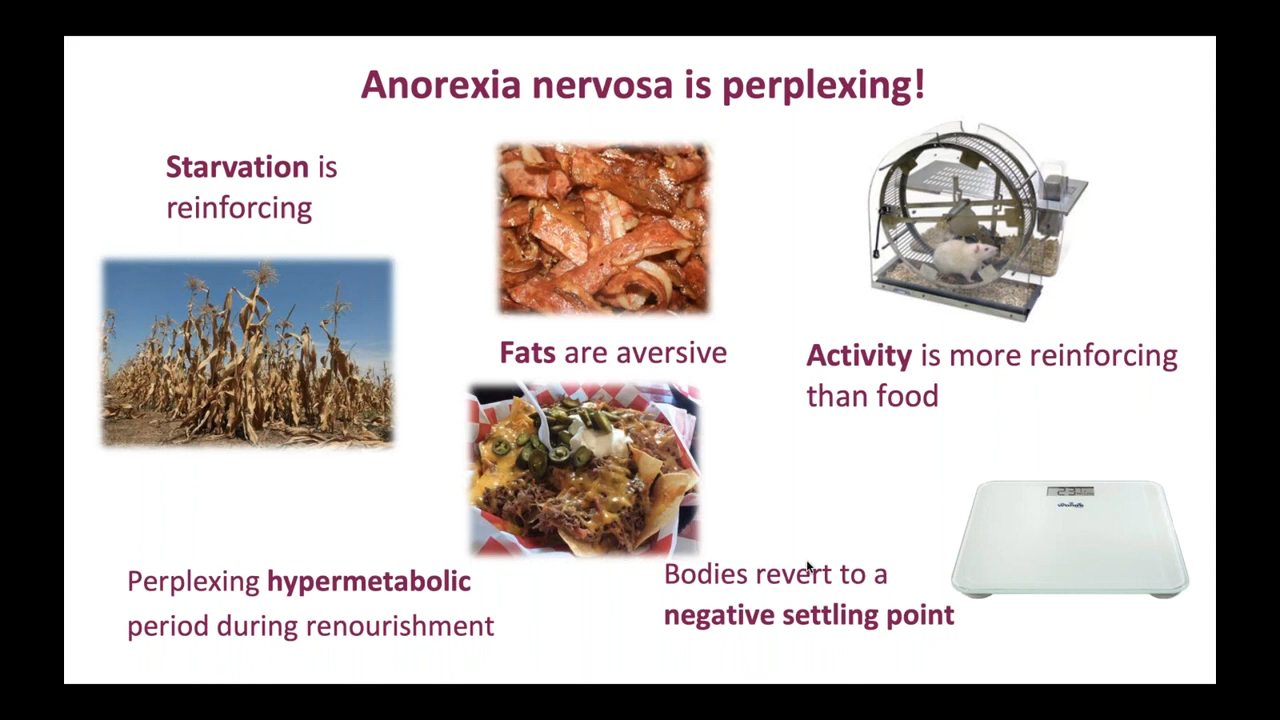 Anorexia nervosa is perplexing!
Starvation is
reinforcing
Fats are aversive
Activity is more reinforcing
than food
Perplexing hypermetabolic
period during renourishment
Bodies revert to a
negative settling point